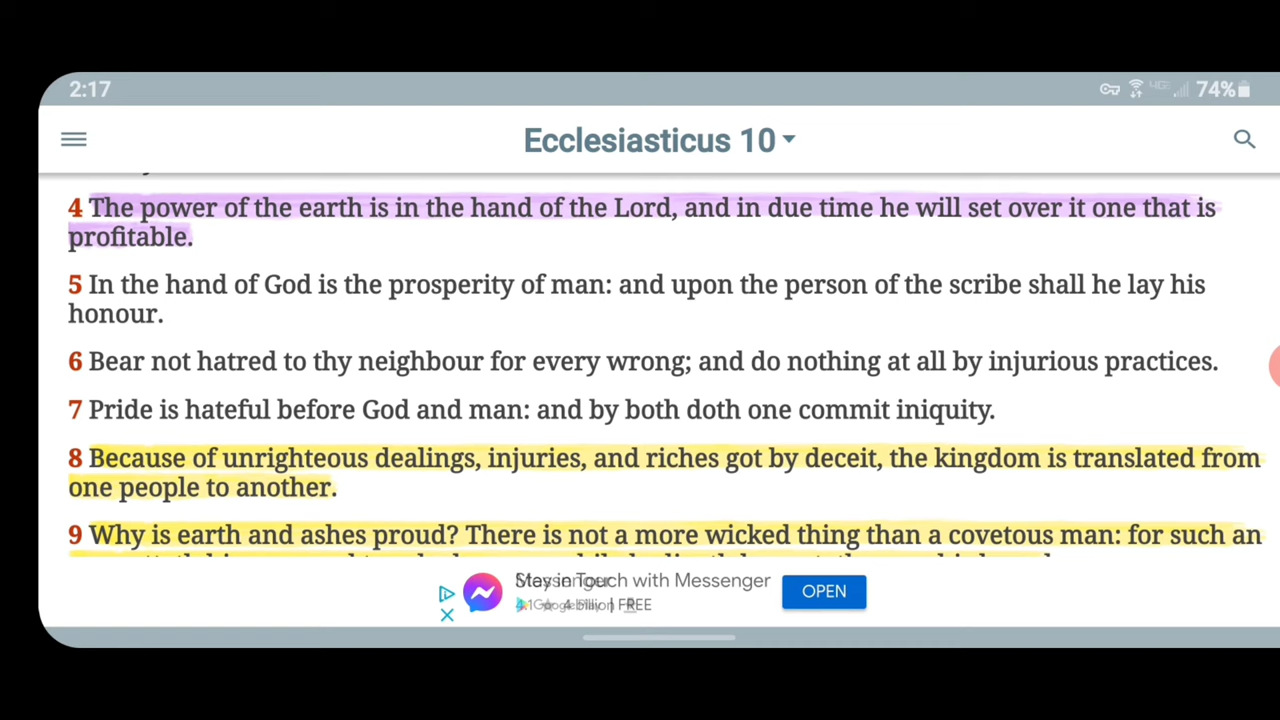 2:17
74%
Ecclesiasticus 10
4 The power of the earth is in the hand of the Lord, and in due time he will set over it one that is
profitable.
5 In the hand of God is the prosperity of man: and upon the person of the scribe shall he lay his
honour.
6 Bear not hatred to thy neighbour for every wrong; and do nothing at all by injurious practices.
7 Pride is hateful before God and man: and by both doth one commit iniquity.
8 Because of unrighteous dealings, injuries, and riches got by deceit, the kingdom is translated from
one people to another.
9 Why is earth and ashes proud? There is not a more wicked thing than a covetous man: for such an
Stay in Touch with Messenger
FREE
OPEN